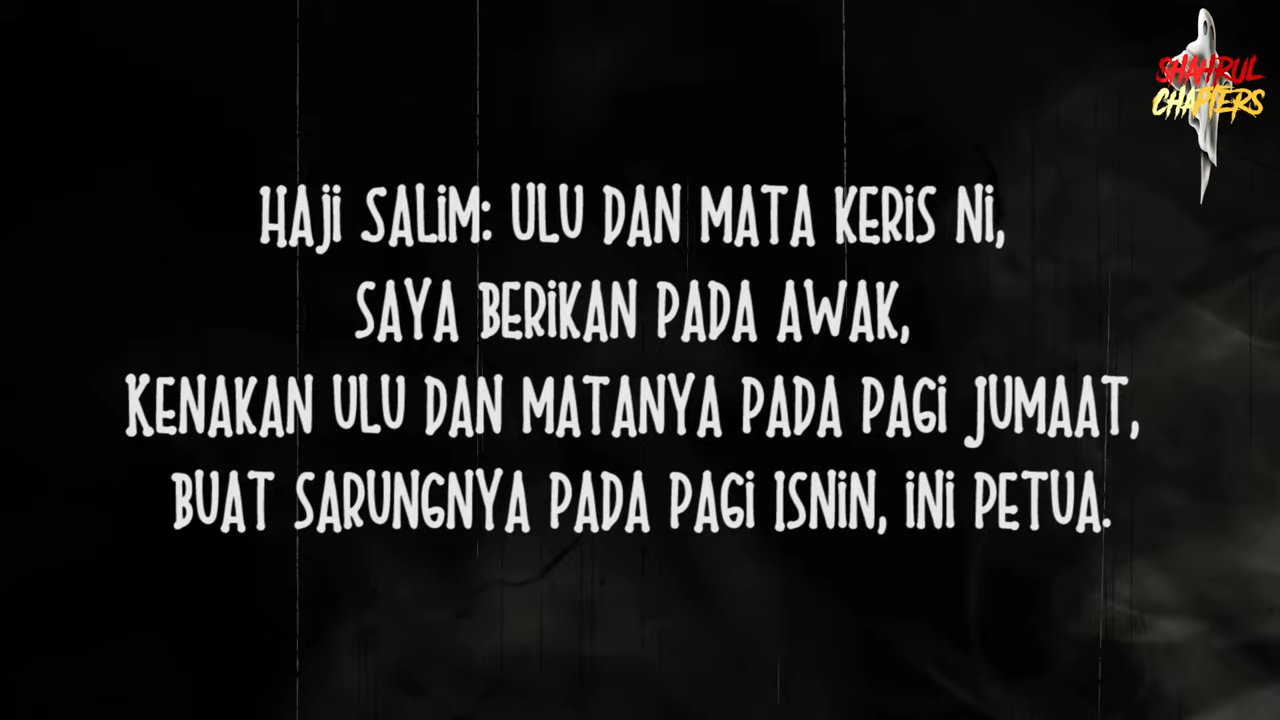 SHAHRUL
CHAPTERS
HAJI SALIM: ULU DAN MATA KERIS NI,
SAYA BERIKAN PADA AWAK,
KENAKAN ULU DAN MATANYA PADA PAGI JUMAAT,
BUAT SARUNGNYA PADA PAGI ISNIN, INI PETUA.